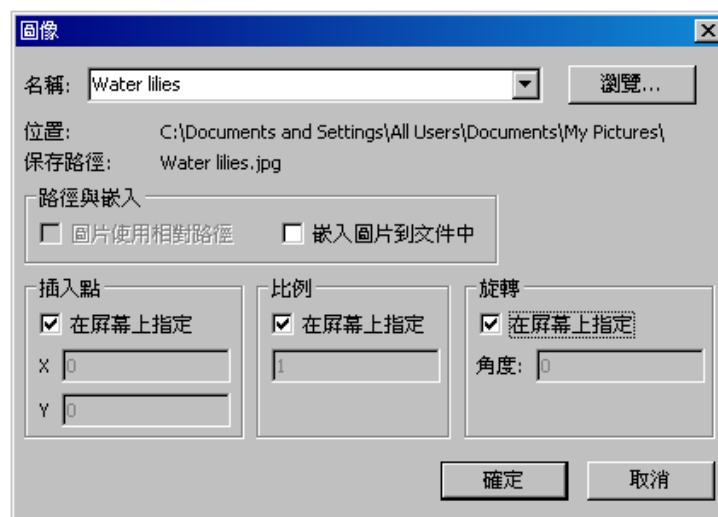 圖像
名稱: Water lilies 瀏覽...
位置: C:\Documents and Settings\All Users\Documents\My Pictures\
保存路徑: Water lilies.jpg
路徑與嵌入
圖片使用相對路徑 嵌入圖片到文件中
插入點 比例 旋轉
在屏幕上指定 在屏幕上指定 在屏幕上指定
X 0 1 角度: 0
Y 0
確定 取消